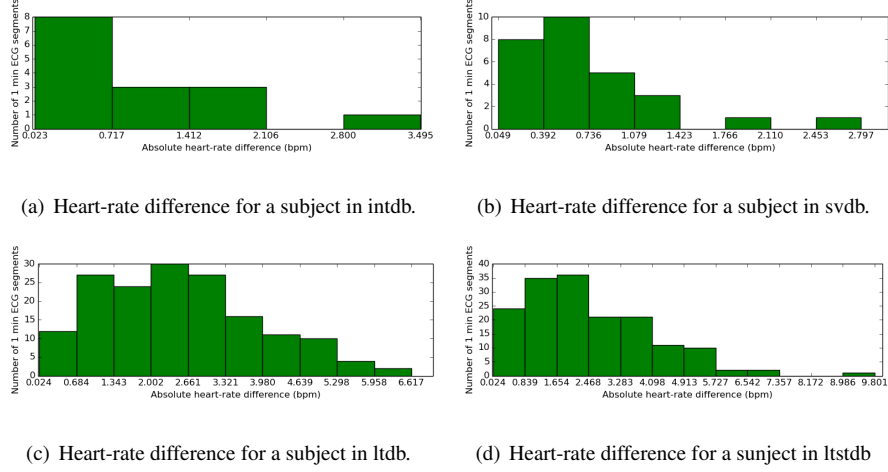 Number of 1 min ECG segments
8
7
6
5
4
3
2
1
0
0.023 0.717 1.412 2.106 2.800 3.495
Absolute heart-rate difference (bpm)
(a) Heart-rate difference for a subject in intdb.
Number of 1 min ECG segments
10
8
6
4
2
0
0.049 0.392 0.736 1.079 1.423 1.766 2.110 2.453 2.797
Absolute heart-rate difference (bpm)
(b) Heart-rate difference for a subject in svdb.
Number of 1 min ECG segments
30
25
20
15
10
5
0
0.024 0.684 1.343 2.002 2.661 3.321 3.980 4.639 5.298 5.958 6.617
Absolute heart-rate difference (bpm)
(c) Heart-rate difference for a subject in ltdb.
Number of 1 min ECG segments
40
35
30
25
20
15
10
5
0
0.024 0.839 1.654 2.468 3.283 4.098 4.913 5.727 6.542 7.357 8.172 8.986 9.801
Absolute heart-rate difference (bpm)
(d) Heart-rate difference for a sunject in ltstdb